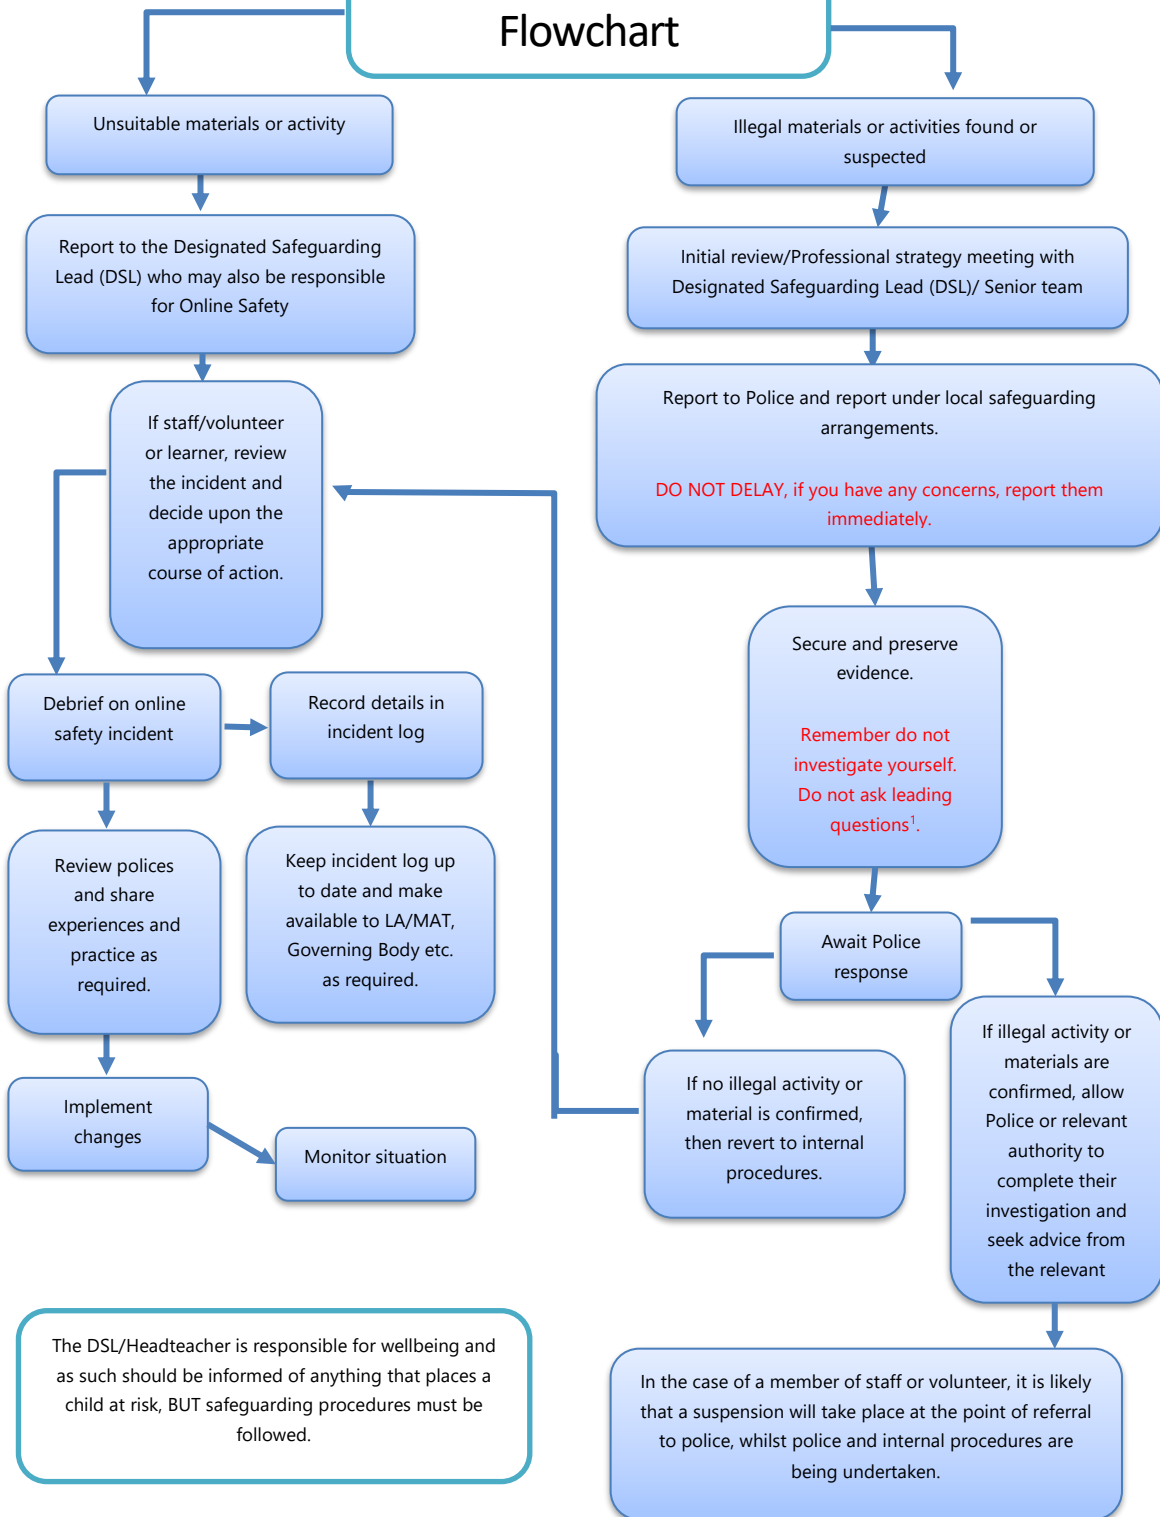 Flowchart
Unsuitable materials or activity
Report to the Designated Safeguarding
Lead (DSL) who may also be responsible
for Online Safety
If staff/volunteer
or learner, review
the incident and
decide upon the
appropriate
course of action.
Debrief on online
safety incident
Record details in
incident log
Review polices
and share
experiences and
practice as
required.
Keep incident log up
to date and make
available to LA/MAT,
Governing Body etc.
as required.
Implement
changes
Monitor situation
Illegal materials or activities found or
suspected
Initial review/Professional strategy meeting with
Designated Safeguarding Lead (DSL)/ Senior team
Report to Police and report under local safeguarding
arrangements.
DO NOT DELAY, if you have any concerns, report them
immediately.
Secure and preserve
evidence.
Remember do not
investigate yourself.
Do not ask leading
questions¹.
Await Police
response
If no illegal activity or
material is confirmed,
then revert to internal
procedures.
If illegal activity or
materials are
confirmed, allow
Police or relevant
authority to
complete their
investigation and
seek advice from
the relevant
In the case of a member of staff or volunteer, it is likely
that a suspension will take place at the point of referral
to police, whilst police and internal procedures are
being undertaken.
The DSL/Headteacher is responsible for wellbeing and
as such should be informed of anything that places a
child at risk, BUT safeguarding procedures must be
followed.